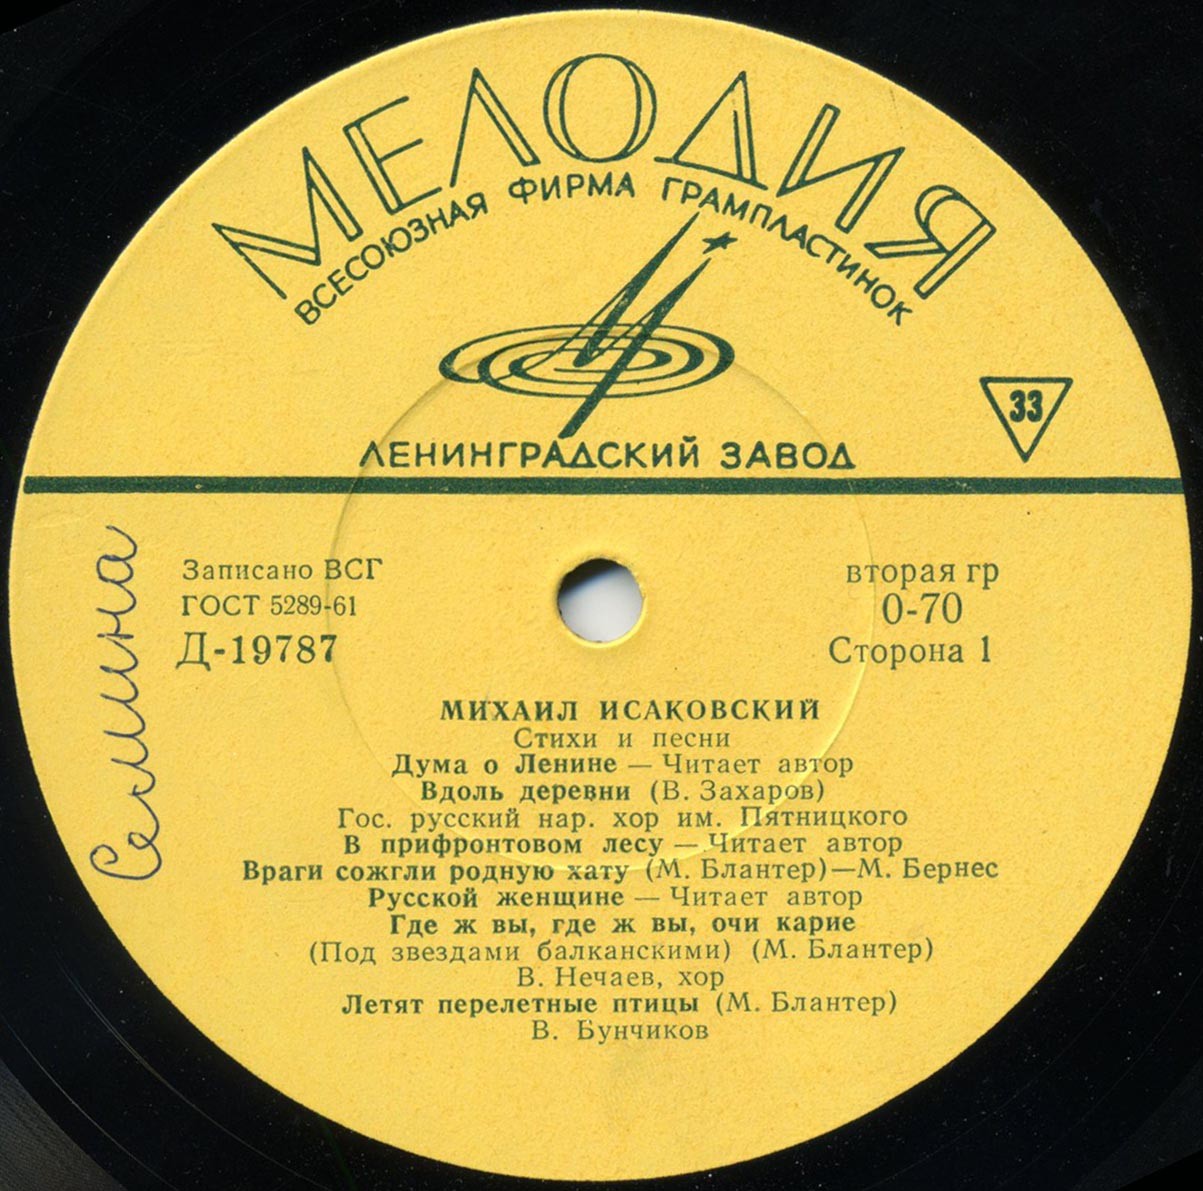 МЕЛОДИЯ
ВСЕСОЮЗНАЯ ФИРМА ГРАМПЛАСТИНОК
33
ЛЕНИНГРАДСКИЙ ЗАВОД
Записано ВСГ
ГОСТ 5289-61
Д-19787
вторая гр
0-70
Сторона 1
Семина
МИХАИЛ ИСАКОВСКИЙ
Стихи и песни
Дума о Ленине — Читает автор
Вдоль деревни (В. Захаров)
Гос. русский нар. хор им. Пятницкого
В прифронтовом лесу — Читает автор
Враги сожгли родную хату (М. Блантер)—М. Бернес
Русской женщине — Читает автор
Где ж вы, где ж вы, очи карие
(Под звездами балканскими) (М. Блантер)
В. Нечаев, хор
Летят перелетные птицы (М. Блантер)
В. Бунчиков